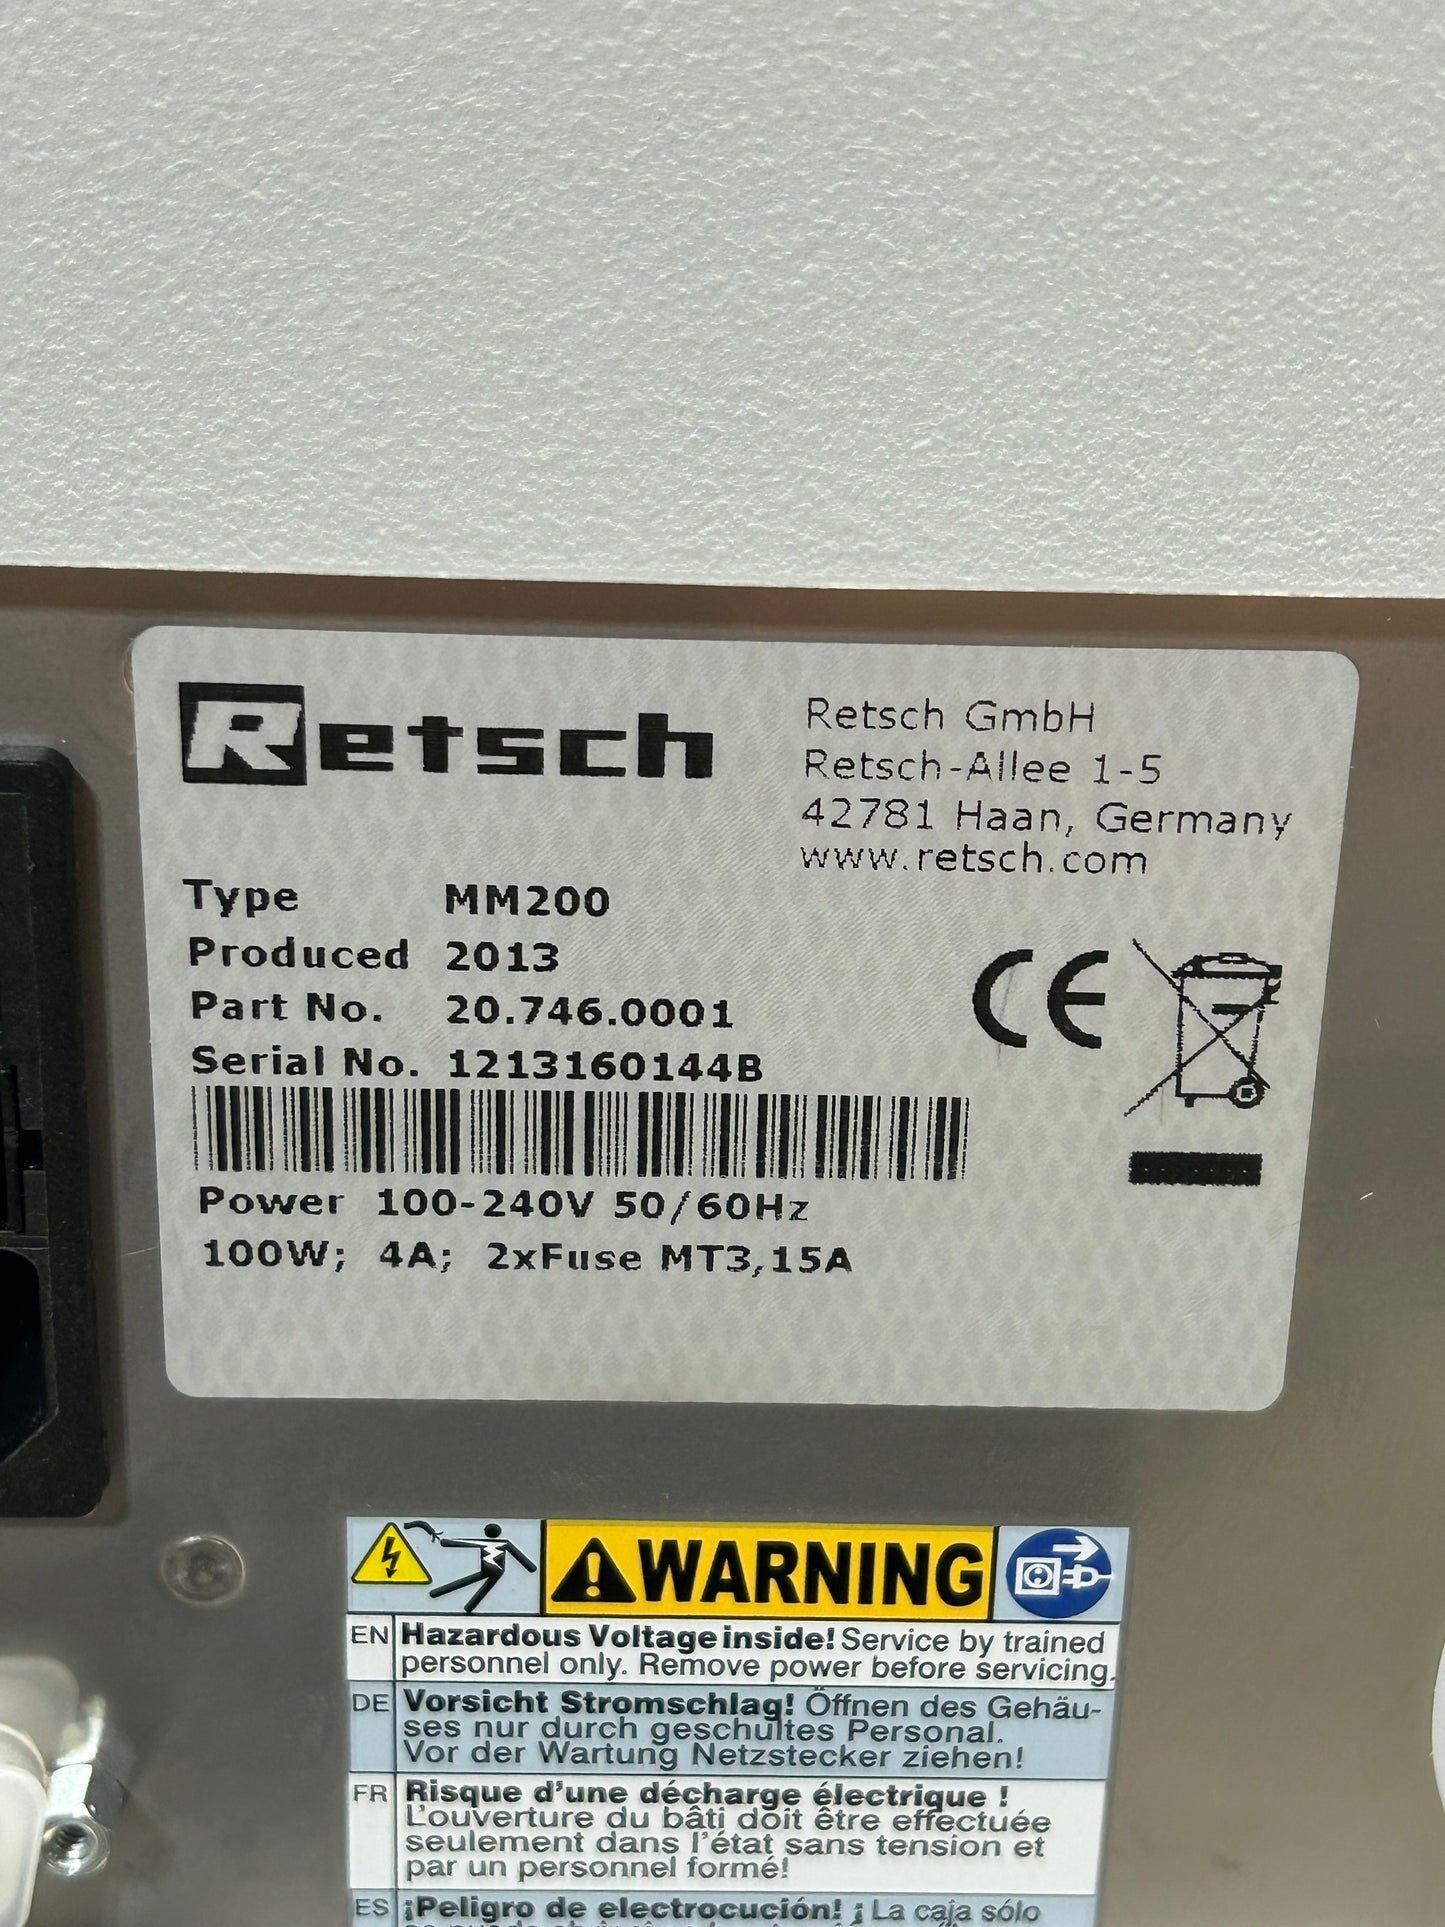 Retsch
Retsch GmbH
Retsch-Allee 1-5
42781 Haan, Germany
www.retsch.com
Type MM200
Produced 2013
Part No. 20.746.0001
Serial No. 1213160144B
CE
Power 100-240V 50/60Hz
100W; 4A; 2xFuse MT3,15A
WARNING
EN Hazardous Voltage inside! Service by trained
personnel only. Remove power before servicing.
DE Vorsicht Stromschlag! Öffnen des Gehäu-
ses nur durch geschultes Personal.
Vor der Wartung Netzstecker ziehen!
FR Risque d'une décharge électrique !
L'ouverture du bâti doit être effectuée
seulement dans l'état sans tension et
par un personnel formé!
ES ¡Peligro de electrocución! ¡ La caja sólo